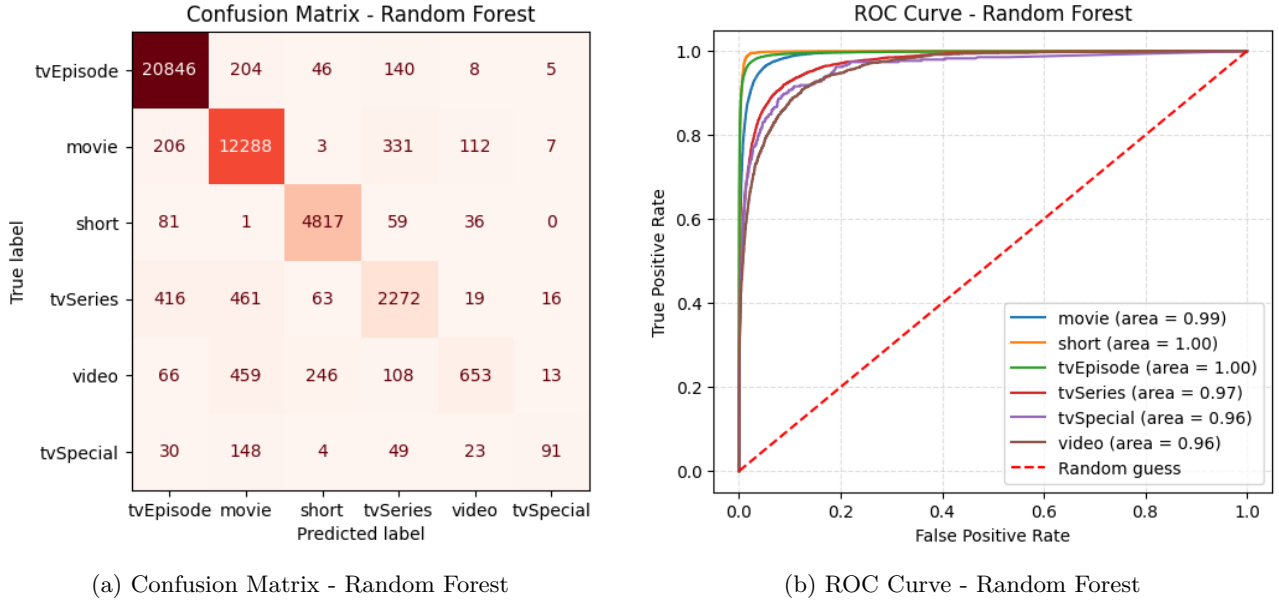 Confusion Matrix - Random Forest
True label
tvEpisode 20846 204 46 140 8 5
movie 206 12288 3 331 112 7
short 81 1 4817 59 36 0
tvSeries 416 461 63 2272 19 16
video 66 459 246 108 653 13
tvSpecial 30 148 4 49 23 91
tvEpisode movie short tvSeries video tvSpecial
Predicted label
(a) Confusion Matrix - Random Forest
ROC Curve - Random Forest
True Positive Rate
1.0
0.8
0.6
0.4
0.2
0.0
movie (area = 0.99)
short (area = 1.00)
tvEpisode (area = 1.00)
tvSeries (area = 0.97)
tvSpecial (area = 0.96)
video (area = 0.96)
Random guess
0.0 0.2 0.4 0.6 0.8 1.0
False Positive Rate
(b) ROC Curve - Random Forest